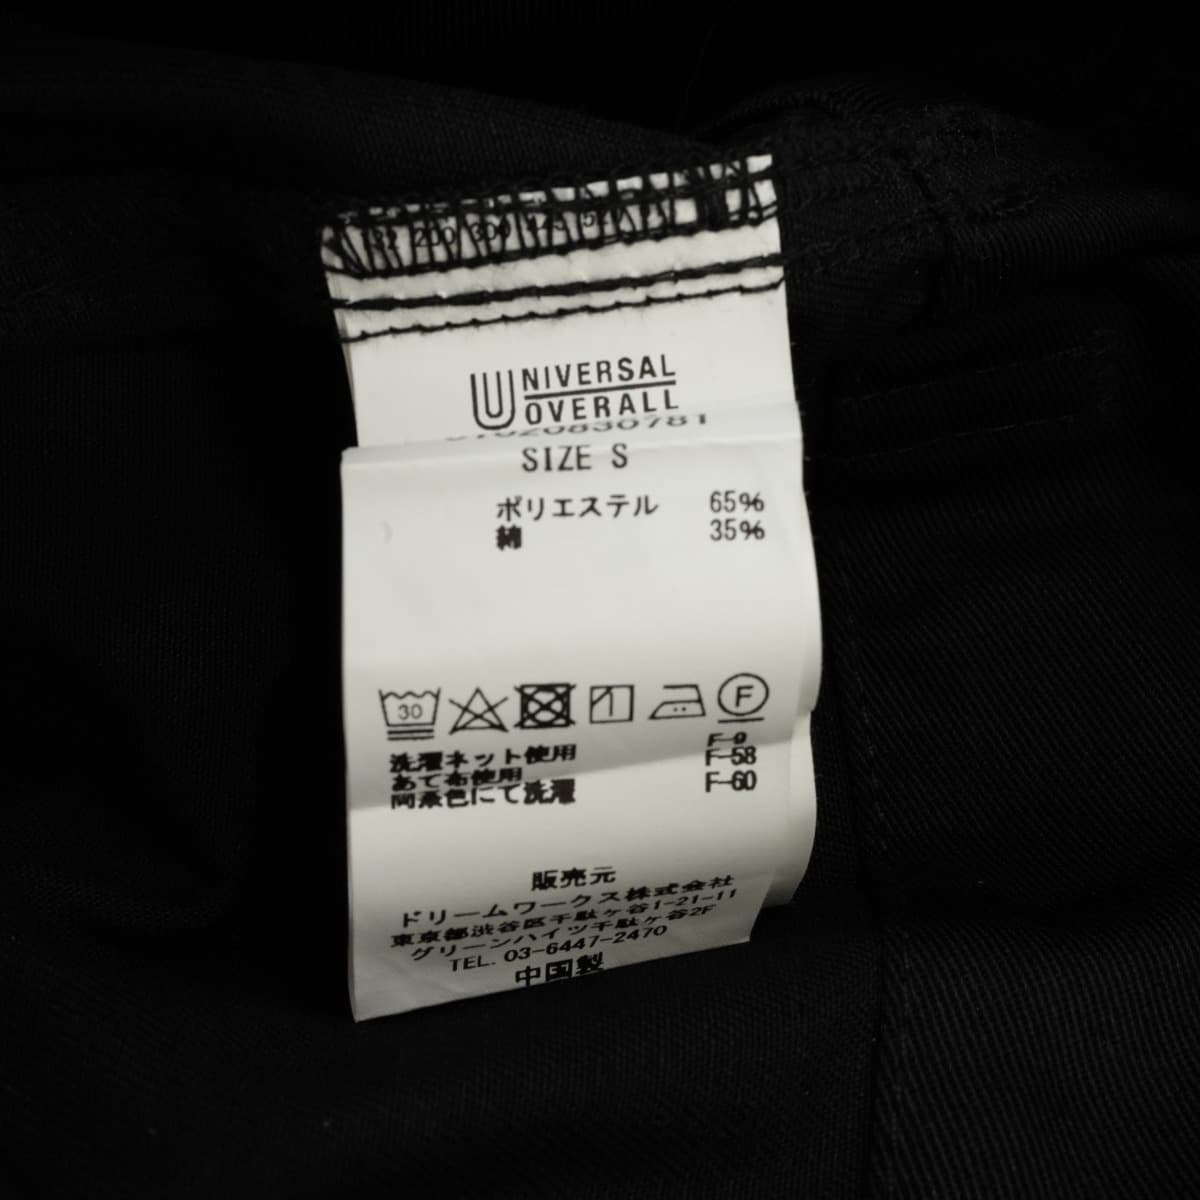 UNIVERSAL
OVERALL
SIZE S
ポリエステル 65%
綿 35%
30
F
洗濯ネット使用 F-9
あて布使用 F-58
同系色にて洗濯 F-60
販売元
ドリームワークス株式会社
東京都渋谷区千駄ヶ谷1-21-11
グリーンハイツ千駄ヶ谷2F
TEL. 03-6447-2470
中国製